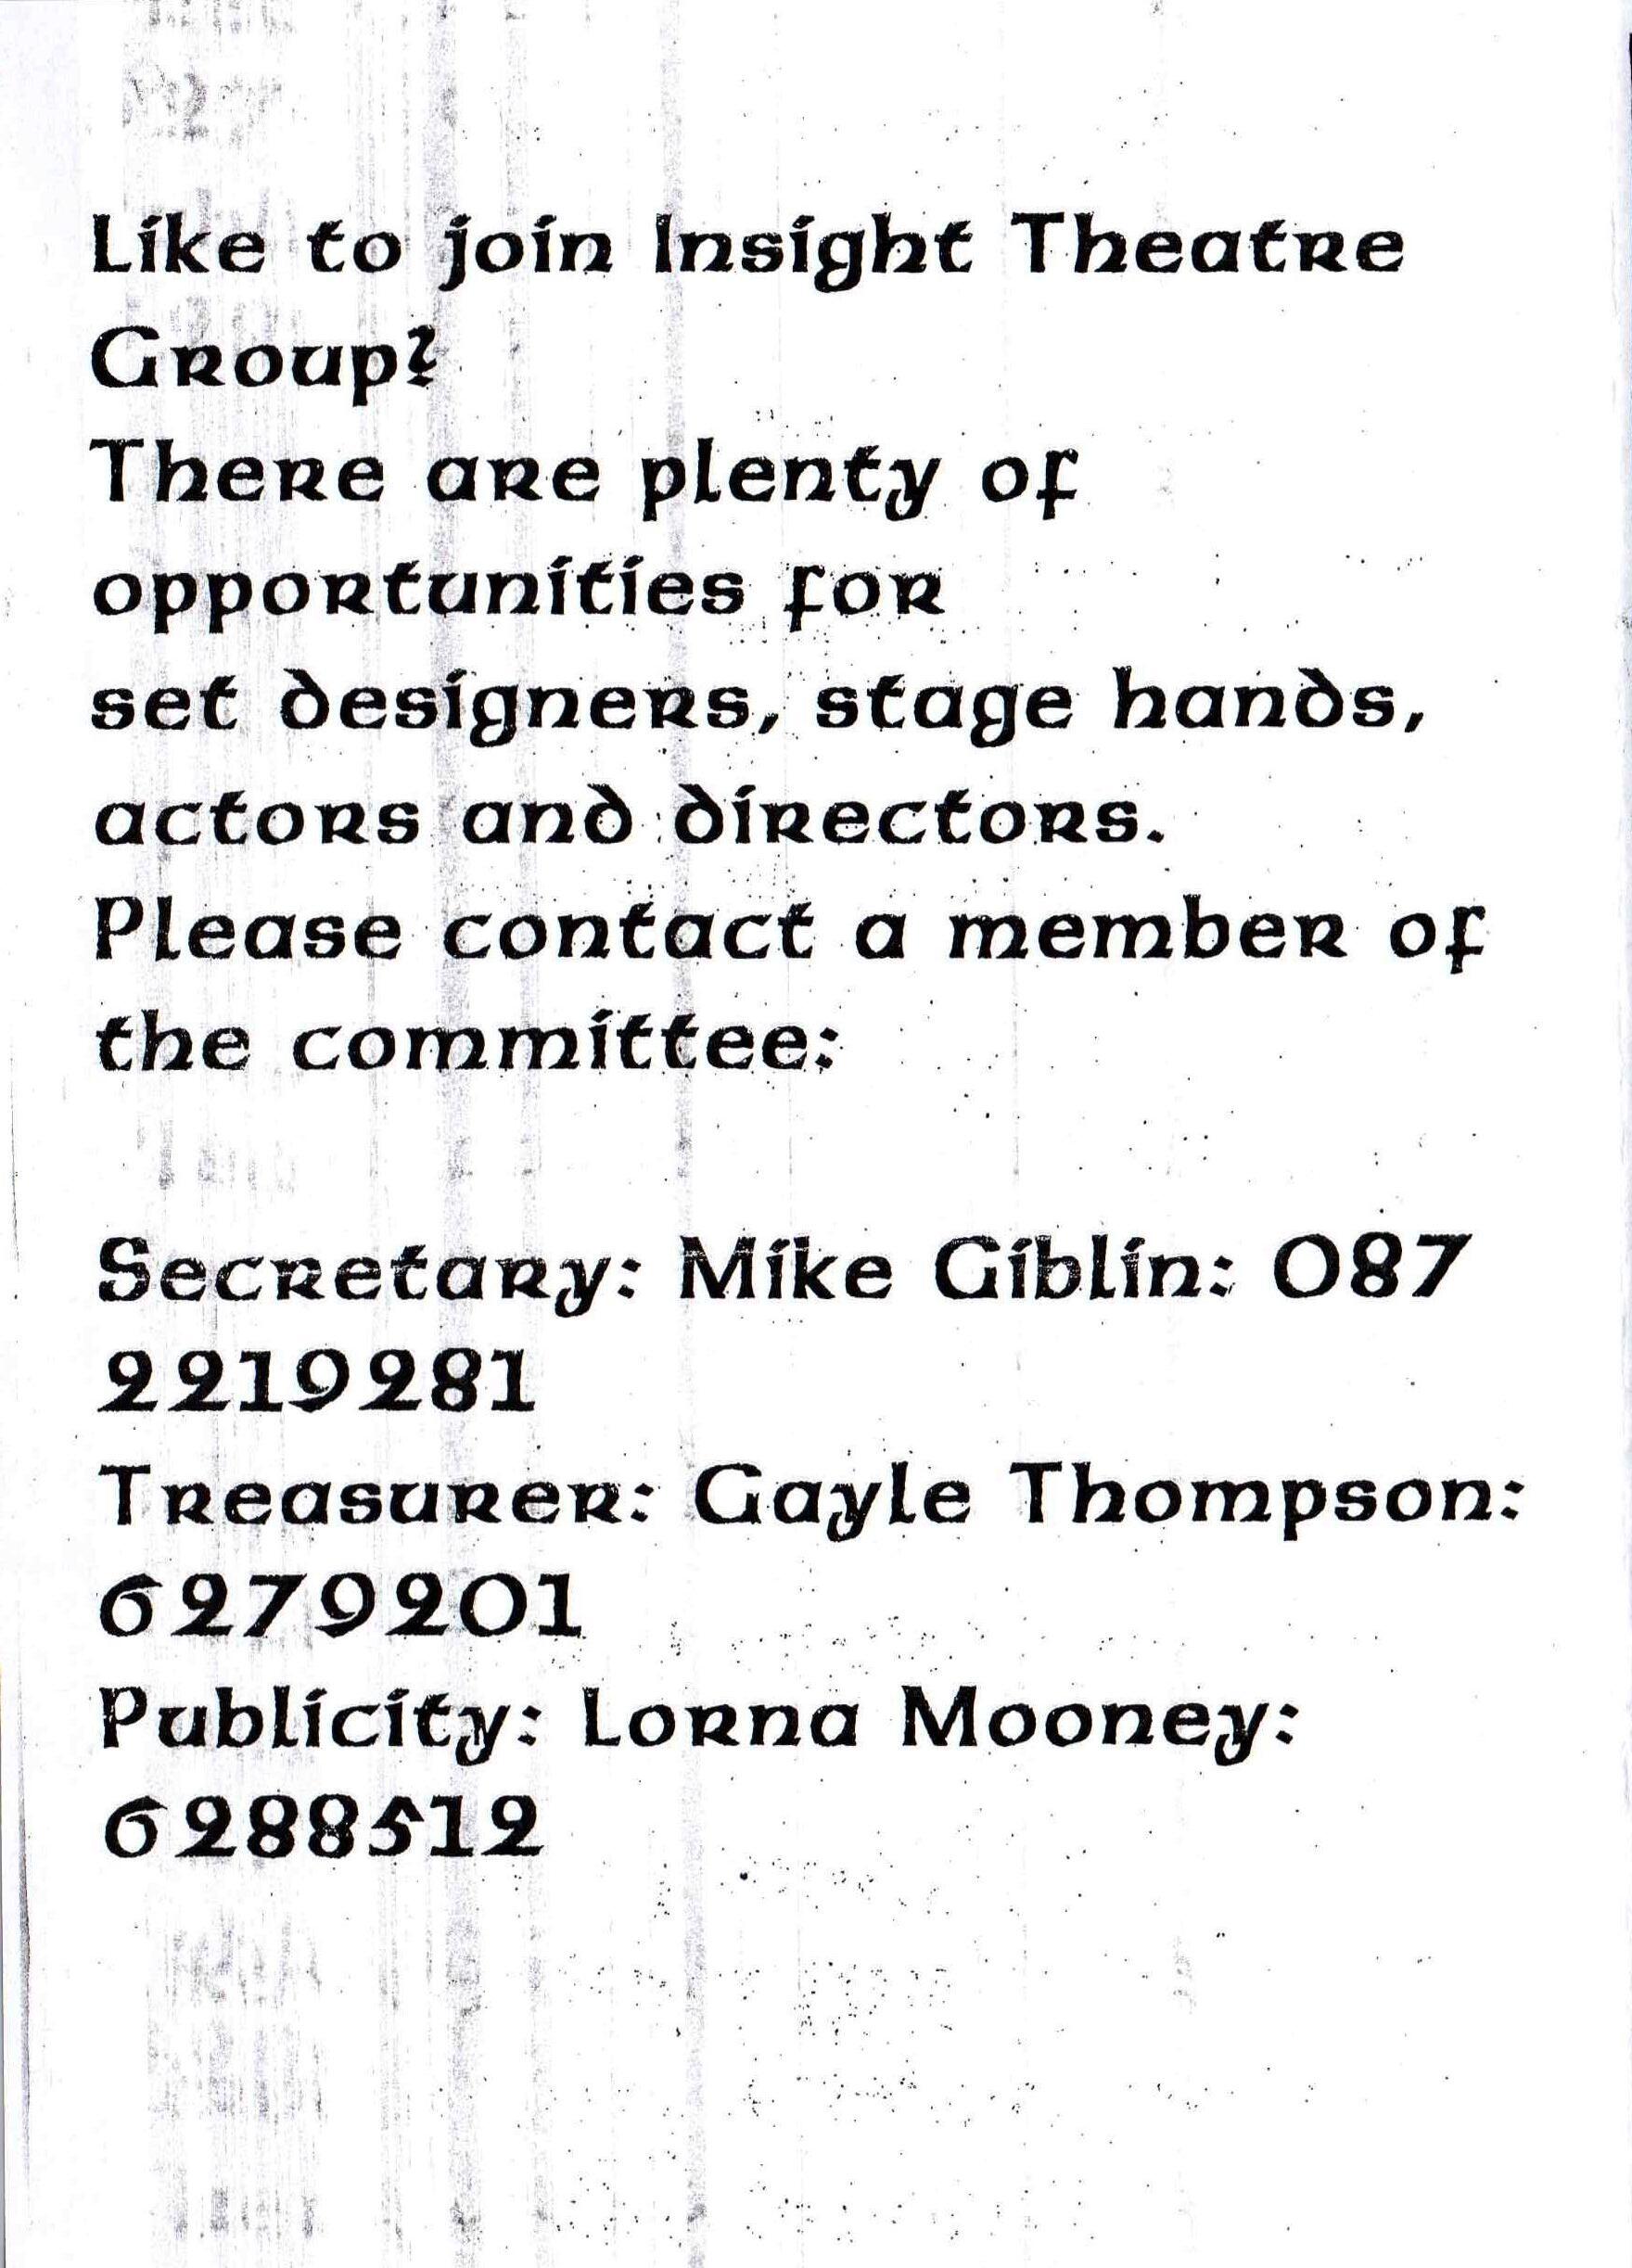 Like to join Insight Theatre
Group?
There are plenty of
opportunities for
set designers, stage hands,
actors and directors.
Please contact a member of
the committee:
Secretary: Mike Giblin: 087
2219281
Treasurer: Gayle Thompson:
6279201
Publicity: Lorna Mooney:
6288512